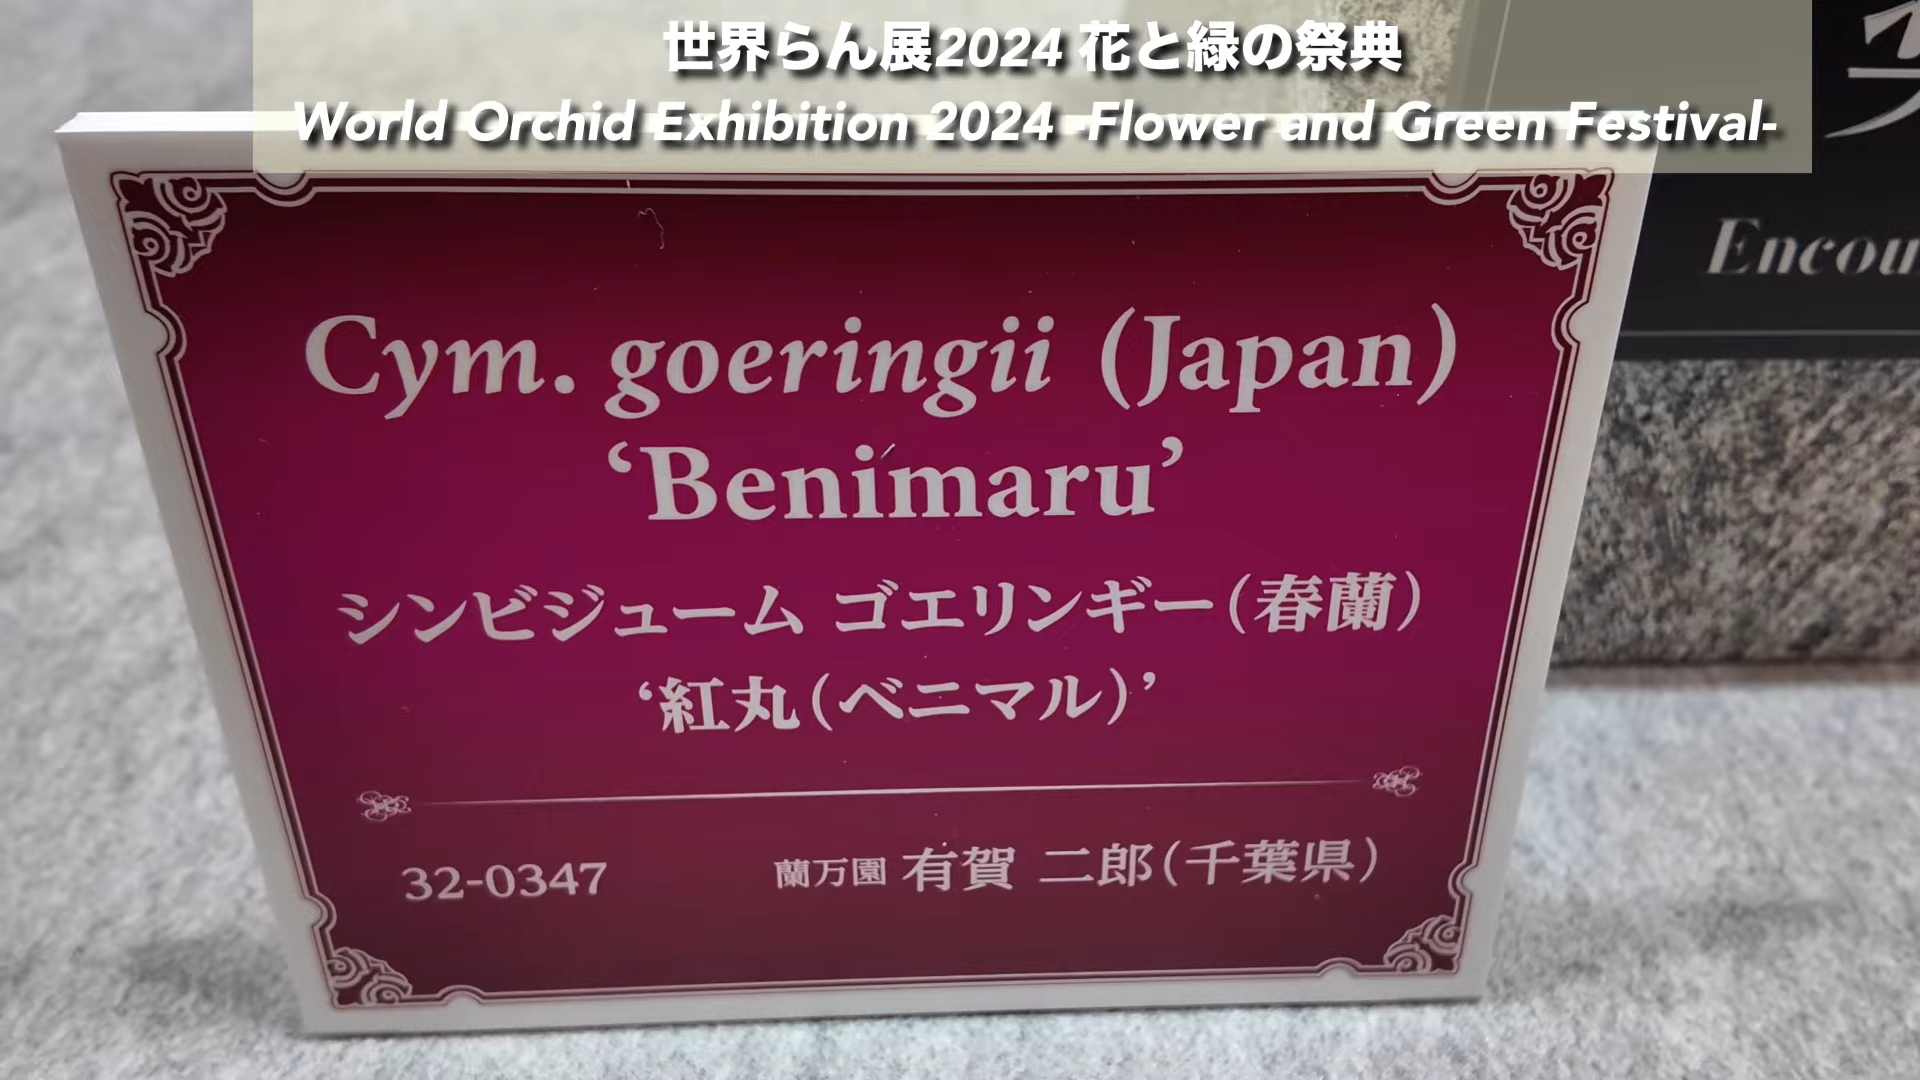 世界らん展2024 花と緑の祭典
World Orchid Exhibition 2024 -Flower and Green Festival-
Cym. goeringii (Japan)
‘Benimaru’
シンビジューム ゴエリンギー(春蘭)
‘紅丸(ベニマル)’
32-0347 蘭万園 有賀 二郎(千葉県)